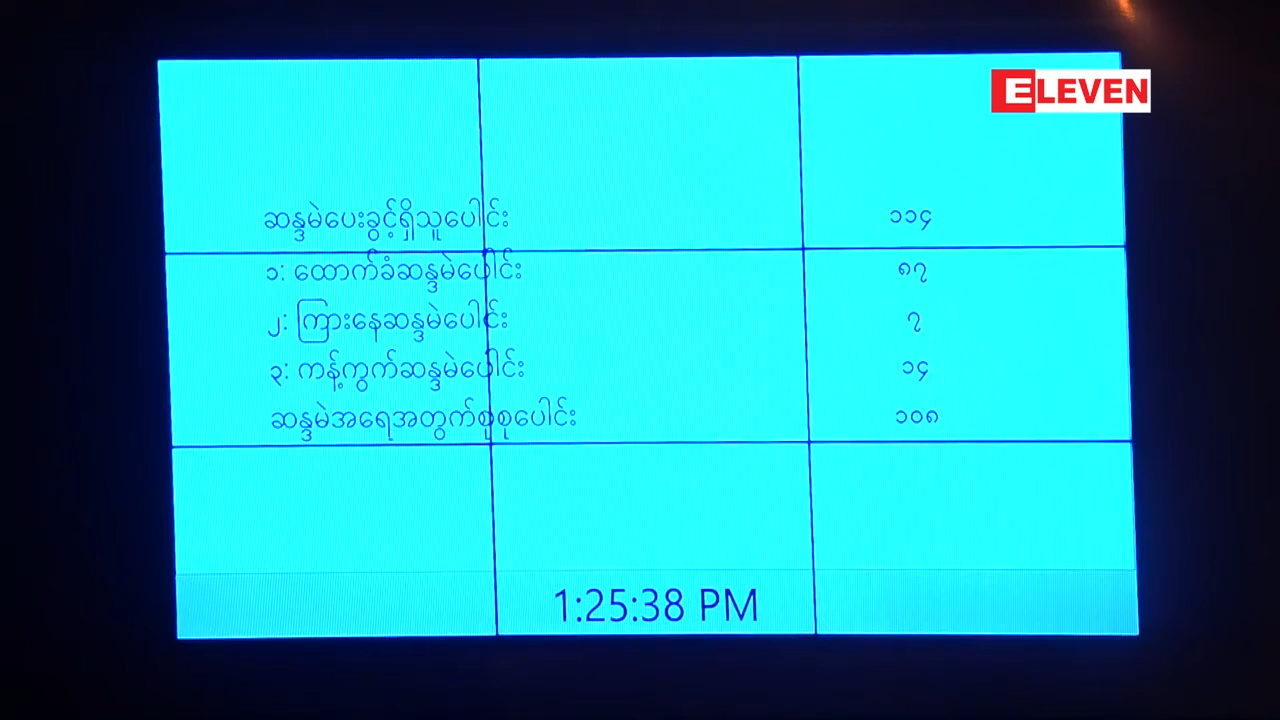 ELEVEN
ဆန္ဒမဲပေးခွင့်ရှိသူပေါင်း ၁၁၄
၁: ထောက်ခံဆန္ဒမဲပေါင်း ၈၇
၂: ကြားနေဆန္ဒမဲပေါင်း ၇
၃: ကန့်ကွက်ဆန္ဒမဲပေါင်း ၁၄
ဆန္ဒမဲအရေအတွက်စုစုပေါင်း ၁၀၈
1:25:38 PM